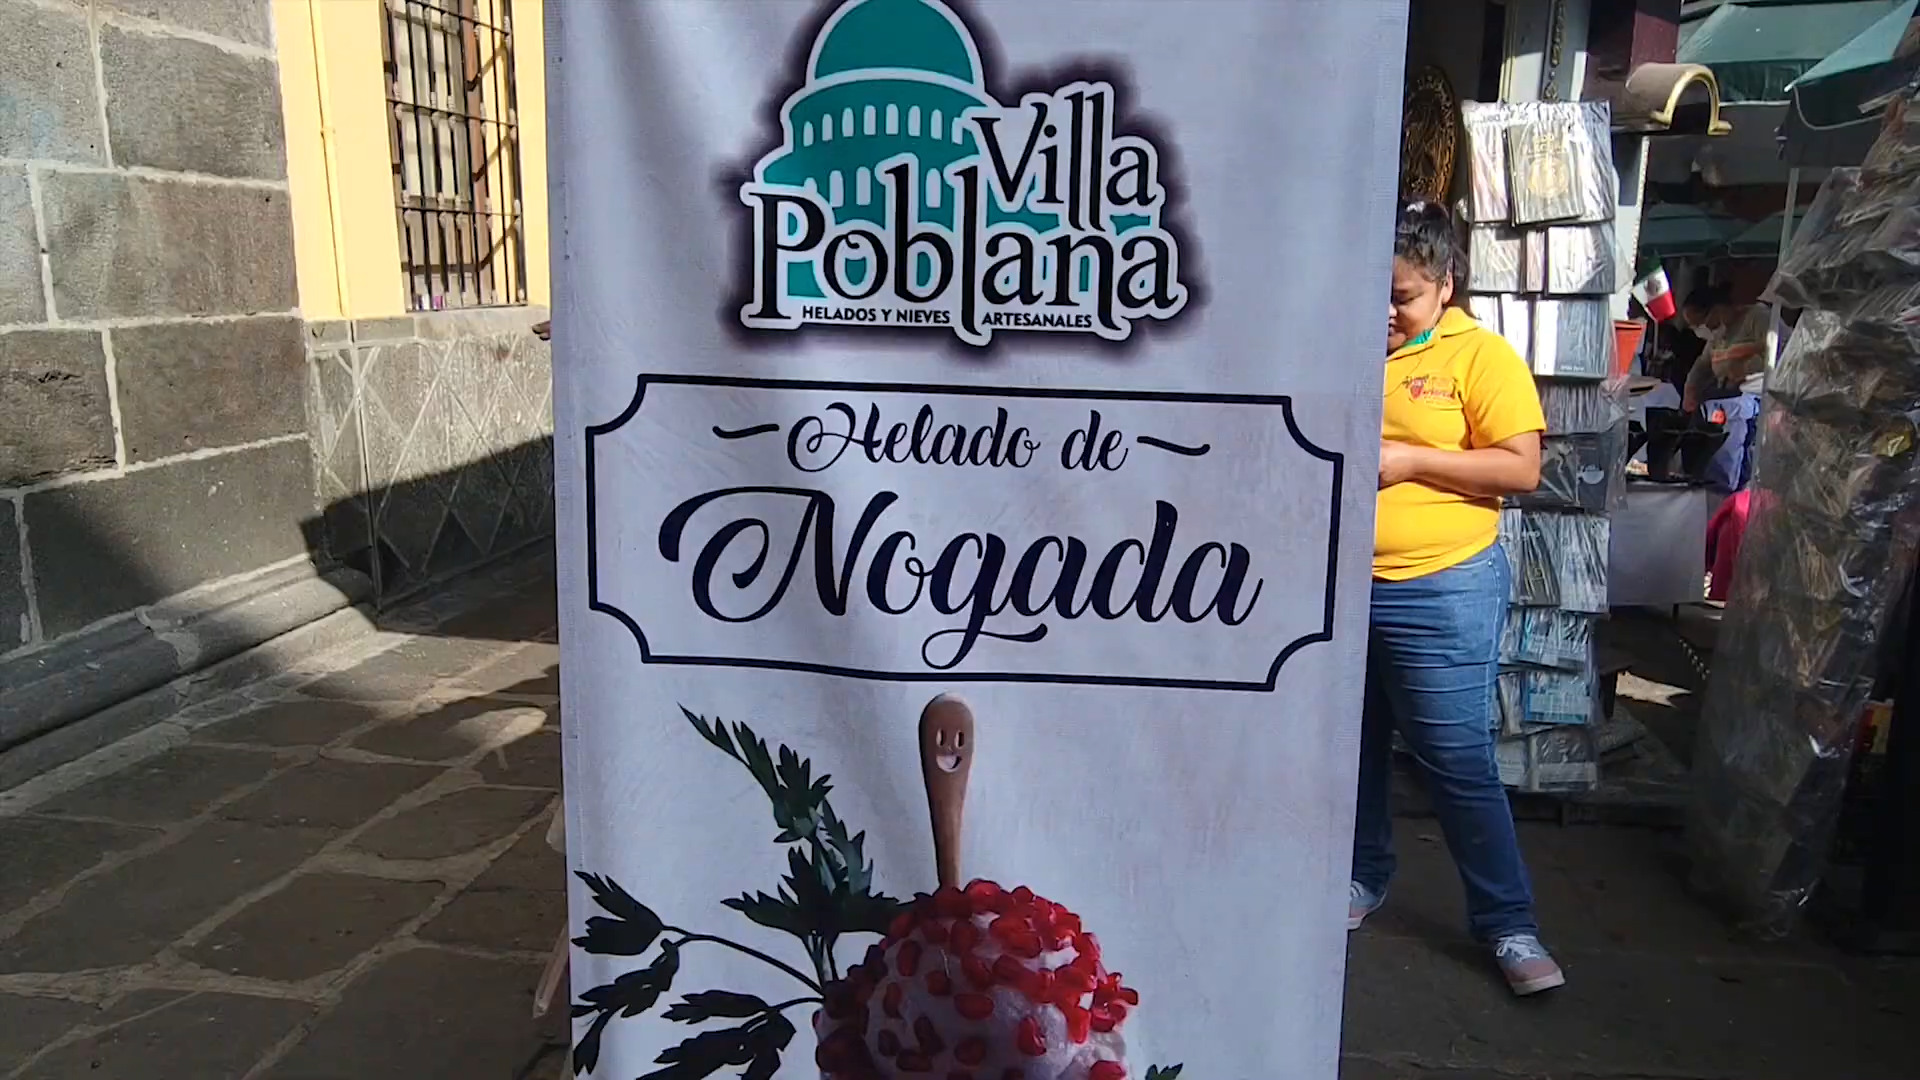 Villa
Poblana
HELADOS Y NIEVES ARTESANALES
Helado de
Nogada